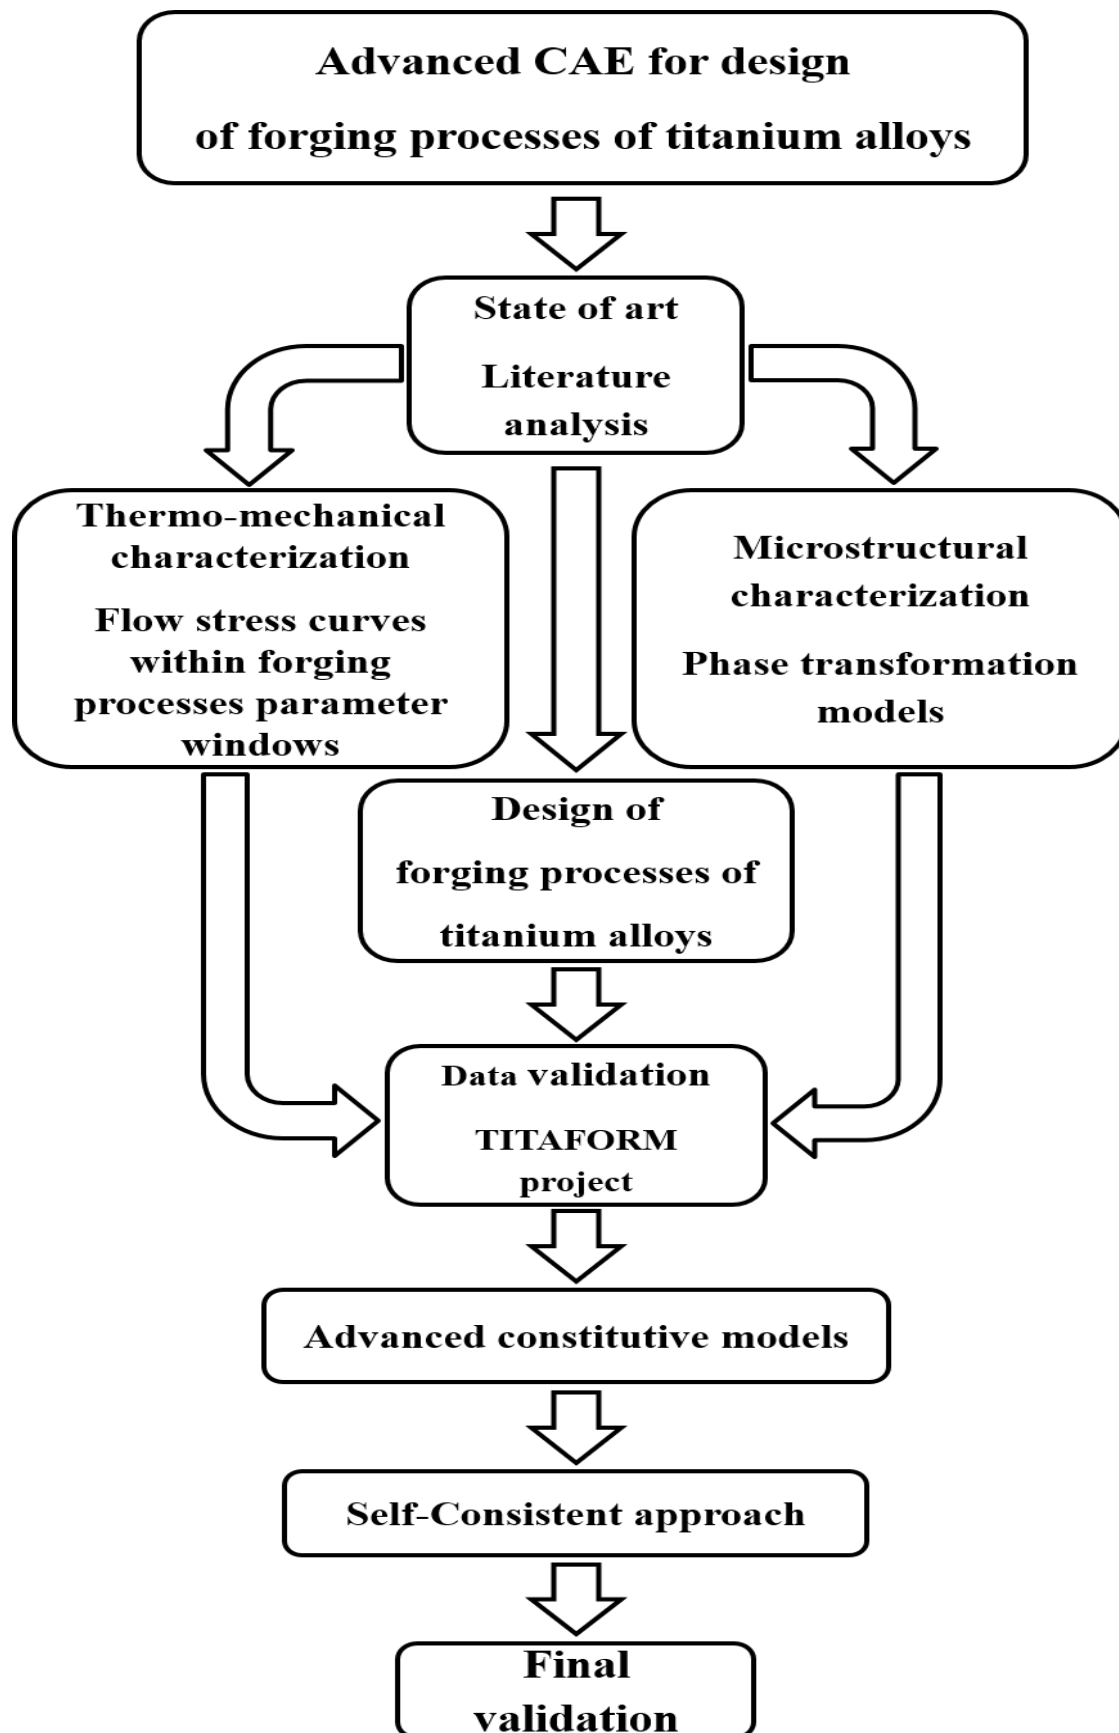 Advanced CAE for design
of forging processes of titanium alloys
State of art
Literature
analysis
Thermo-mechanical
characterization
Flow stress curves
within forging
processes parameter
windows
Microstructural
characterization
Phase transformation
models
Design of
forging processes of
titanium alloys
Data validation
TITAFORM
project
Advanced constitutive models
Self-Consistent approach
Final
validation